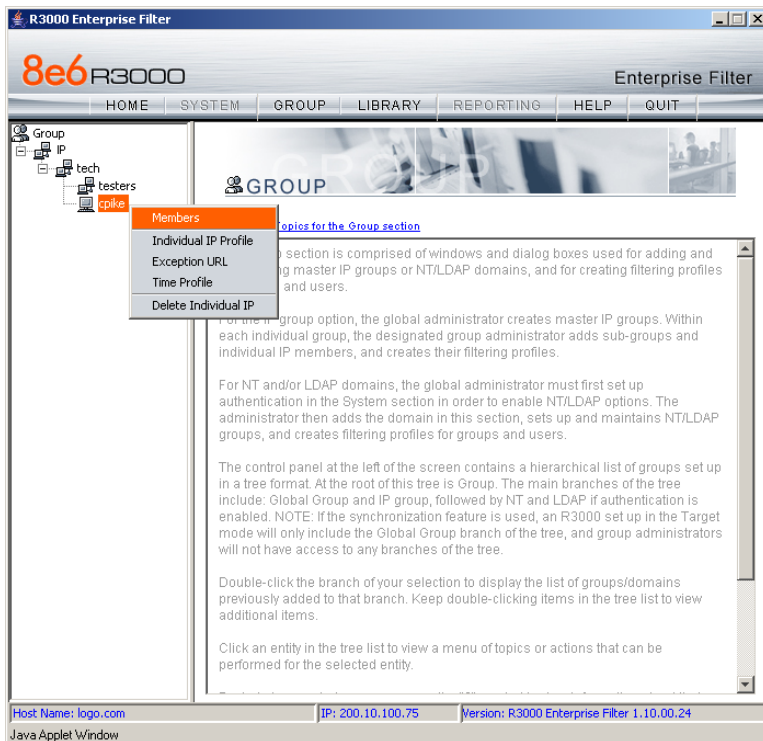 R3000 Enterprise Filter
8e6 R3000
Enterprise Filter
HOME SYSTEM GROUP LIBRARY REPORTING HELP QUIT
Group
IP
tech
testers
cpike
Members
Individual IP Profile
Exception URL
Time Profile
Delete Individual IP
GROUP
GROUP
opics for the Group section
section is comprised of windows and dialog boxes used for adding and
ng master IP groups or NT/LDAP domains, and for creating filtering profiles
and users.
For the IP group option, the global administrator creates master IP groups. Within
each individual group, the designated group administrator adds sub-groups and
individual IP members, and creates their filtering profiles.
For NT and/or LDAP domains, the global administrator must first set up
authentication in the System section in order to enable NT/LDAP options. The
administrator then adds the domain in this section, sets up and maintains NT/LDAP
groups, and creates filtering profiles for groups and users.
The control panel at the left of the screen contains a hierarchical list of groups set up
in a tree format. At the root of this tree is Group. The main branches of the tree
include: Global Group and IP group, followed by NT and LDAP if authentication is
enabled. NOTE: If the synchronization feature is used, an R3000 set up in the Target
mode will only include the Global Group branch of the tree, and group administrators
will not have access to any branches of the tree.
Double-click the branch of your selection to display the list of groups/domains
previously added to that branch. Keep double-clicking items in the tree list to view
additional items.
Click an entity in the tree list to view a menu of topics or actions that can be
performed for the selected entity.
Host Name: logo.com IP: 200.10.100.75 Version: R3000 Enterprise Filter 1.10.00.24
Java Applet Window